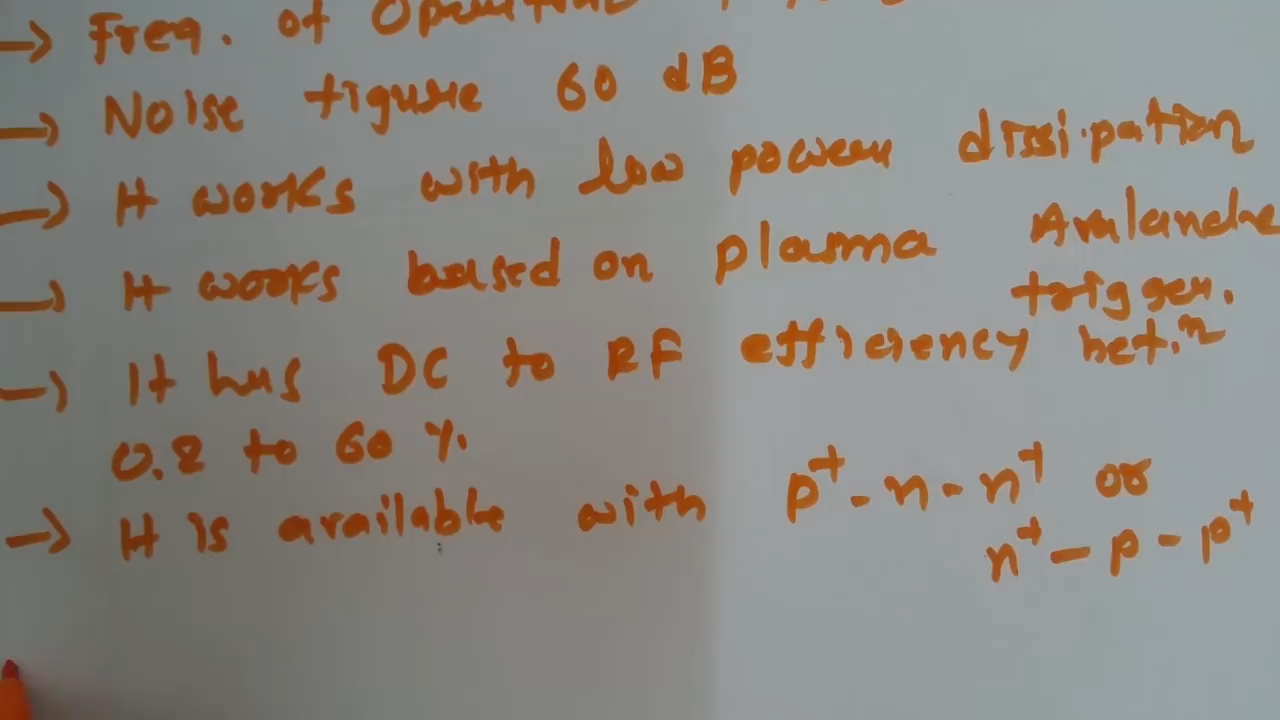 → Freq. of
→ Noise figure 60 dB
→ It works with low power dissipation
→ It works based on plasma Avalanche
trigger.
→ It has DC to RF efficiency betⁿ
0.2 to 60 %.
→ It is available with p⁺-n-n⁺ or
n⁺-p-p⁺